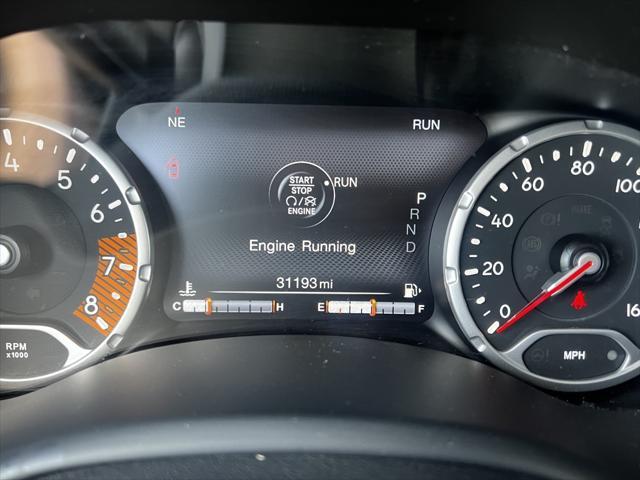 NE
RUN
START
STOP
RUN
ENGINE
P
R
N
D
Engine Running
31193 mi
C H
E F
4
5
6
7
8
RPM
x1000
0
20
40
60
80
100
MPH